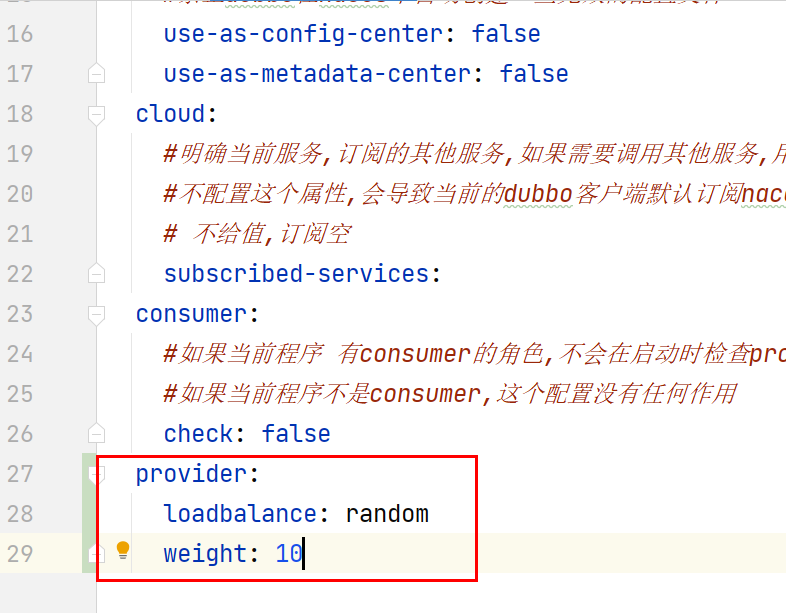 16 use-as-config-center: false
17 use-as-metadata-center: false
18 cloud:
19 #明确当前服务,订阅的其他服务,如果需要调用其他服务,
20 #不配置这个属性,会导致当前的dubbo客户端默认订阅nac
21 # 不给值,订阅空
22 subscribed-services:
23 consumer:
24 #如果当前程序 有consumer的角色,不会在启动时检查pro
25 #如果当前程序不是consumer,这个配置没有任何作用
26 check: false
27 provider:
28 loadbalance: random
29 weight: 10